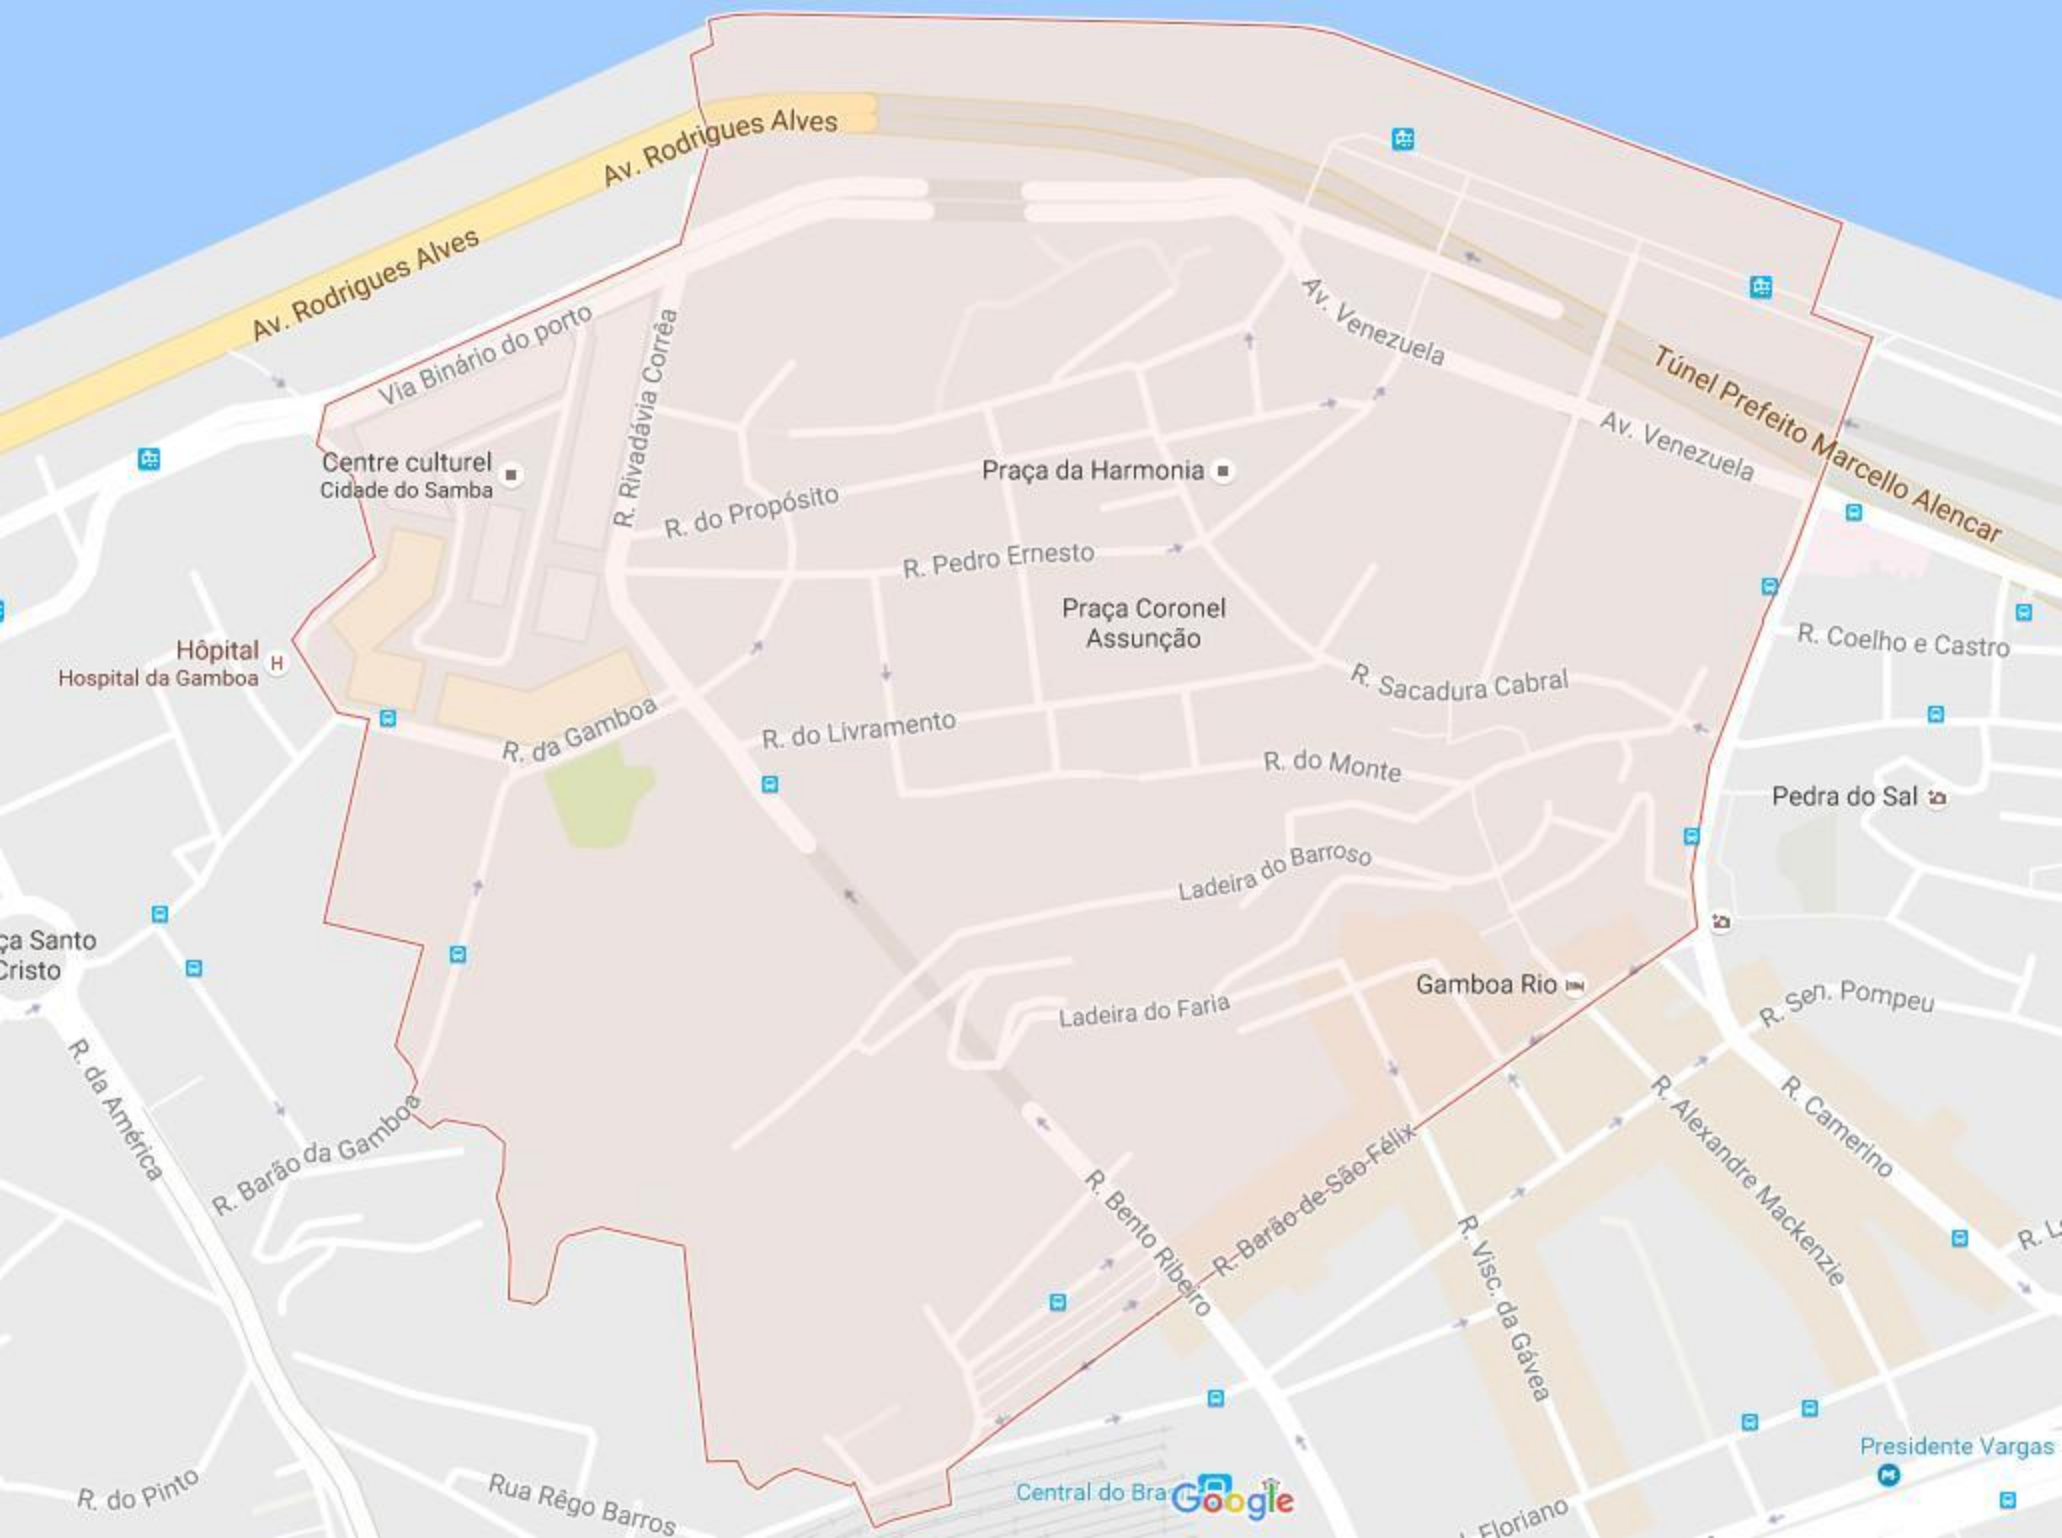 Av. Rodrigues Alves
Av. Rodrigues Alves
Via Binário do porto
R. Rivadávia Corrêa
Av. Venezuela
Túnel Prefeito Marcello Alencar
Av. Venezuela
Centre culturel
Cidade do Samba
Praça da Harmonia
R. do Propósito
R. Pedro Ernesto
Praça Coronel
Assunção
R. Coelho e Castro
Hôpital
Hospital da Gamboa
H
R. Sacadura Cabral
R. da Gamboa
R. do Livramento
R. do Monte
Pedra do Sal
Ladeira do Barroso
ça Santo
Cristo
Gamboa Rio
Ladeira do Faria
R. Sen. Pompeu
R. da América
R. Barão da Gamboa
R. Alexandre Mackenzie
R. Camerino
R. Barão de São Félix
R. Bento Ribeiro
R. Visc. da Gávea
R. L
Presidente Vargas
M
R. do Pinto
Rua Rêgo Barros
Central do Bra
Google
Floriano